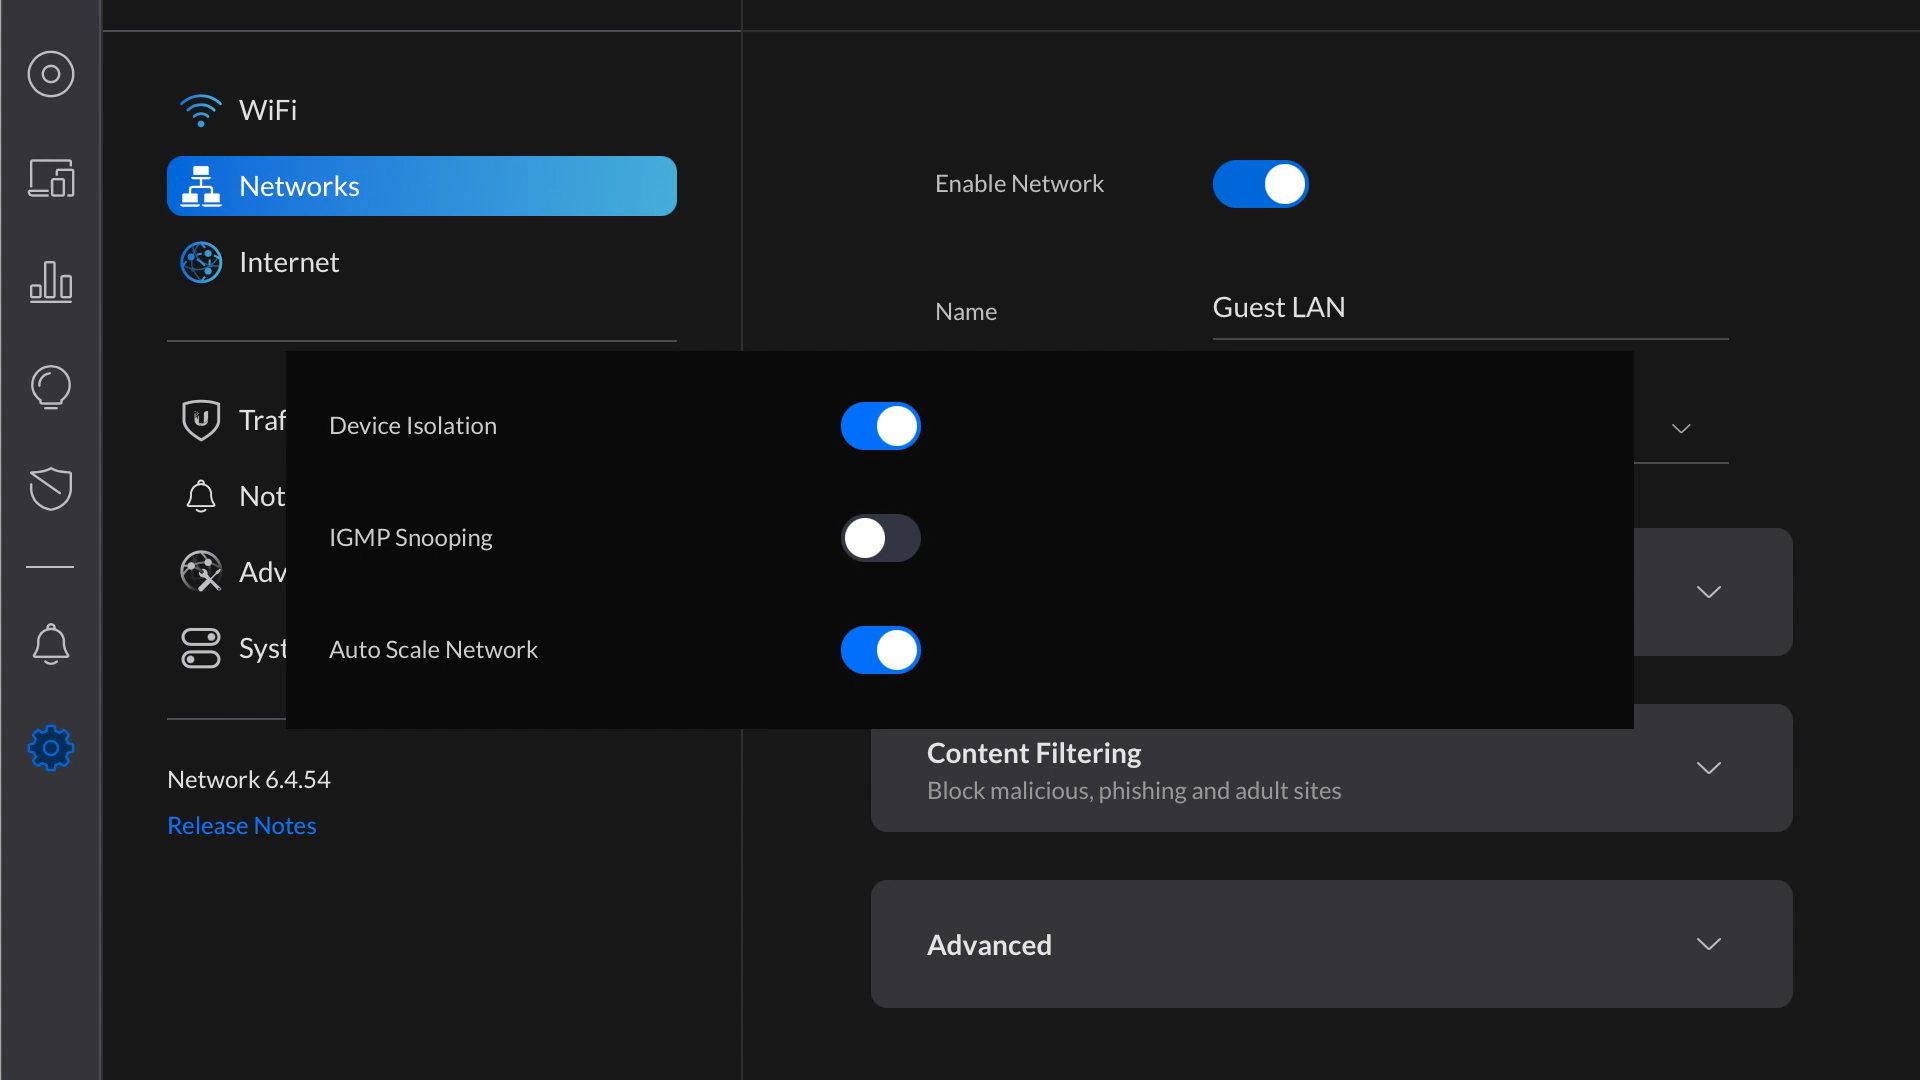 WiFi
Networks
Internet
Traf
Not
Adv
Syst
Network 6.4.54
Release Notes
Enable Network
Name
Guest LAN
Device Isolation
IGMP Snooping
Auto Scale Network
Content Filtering
Block malicious, phishing and adult sites
Advanced